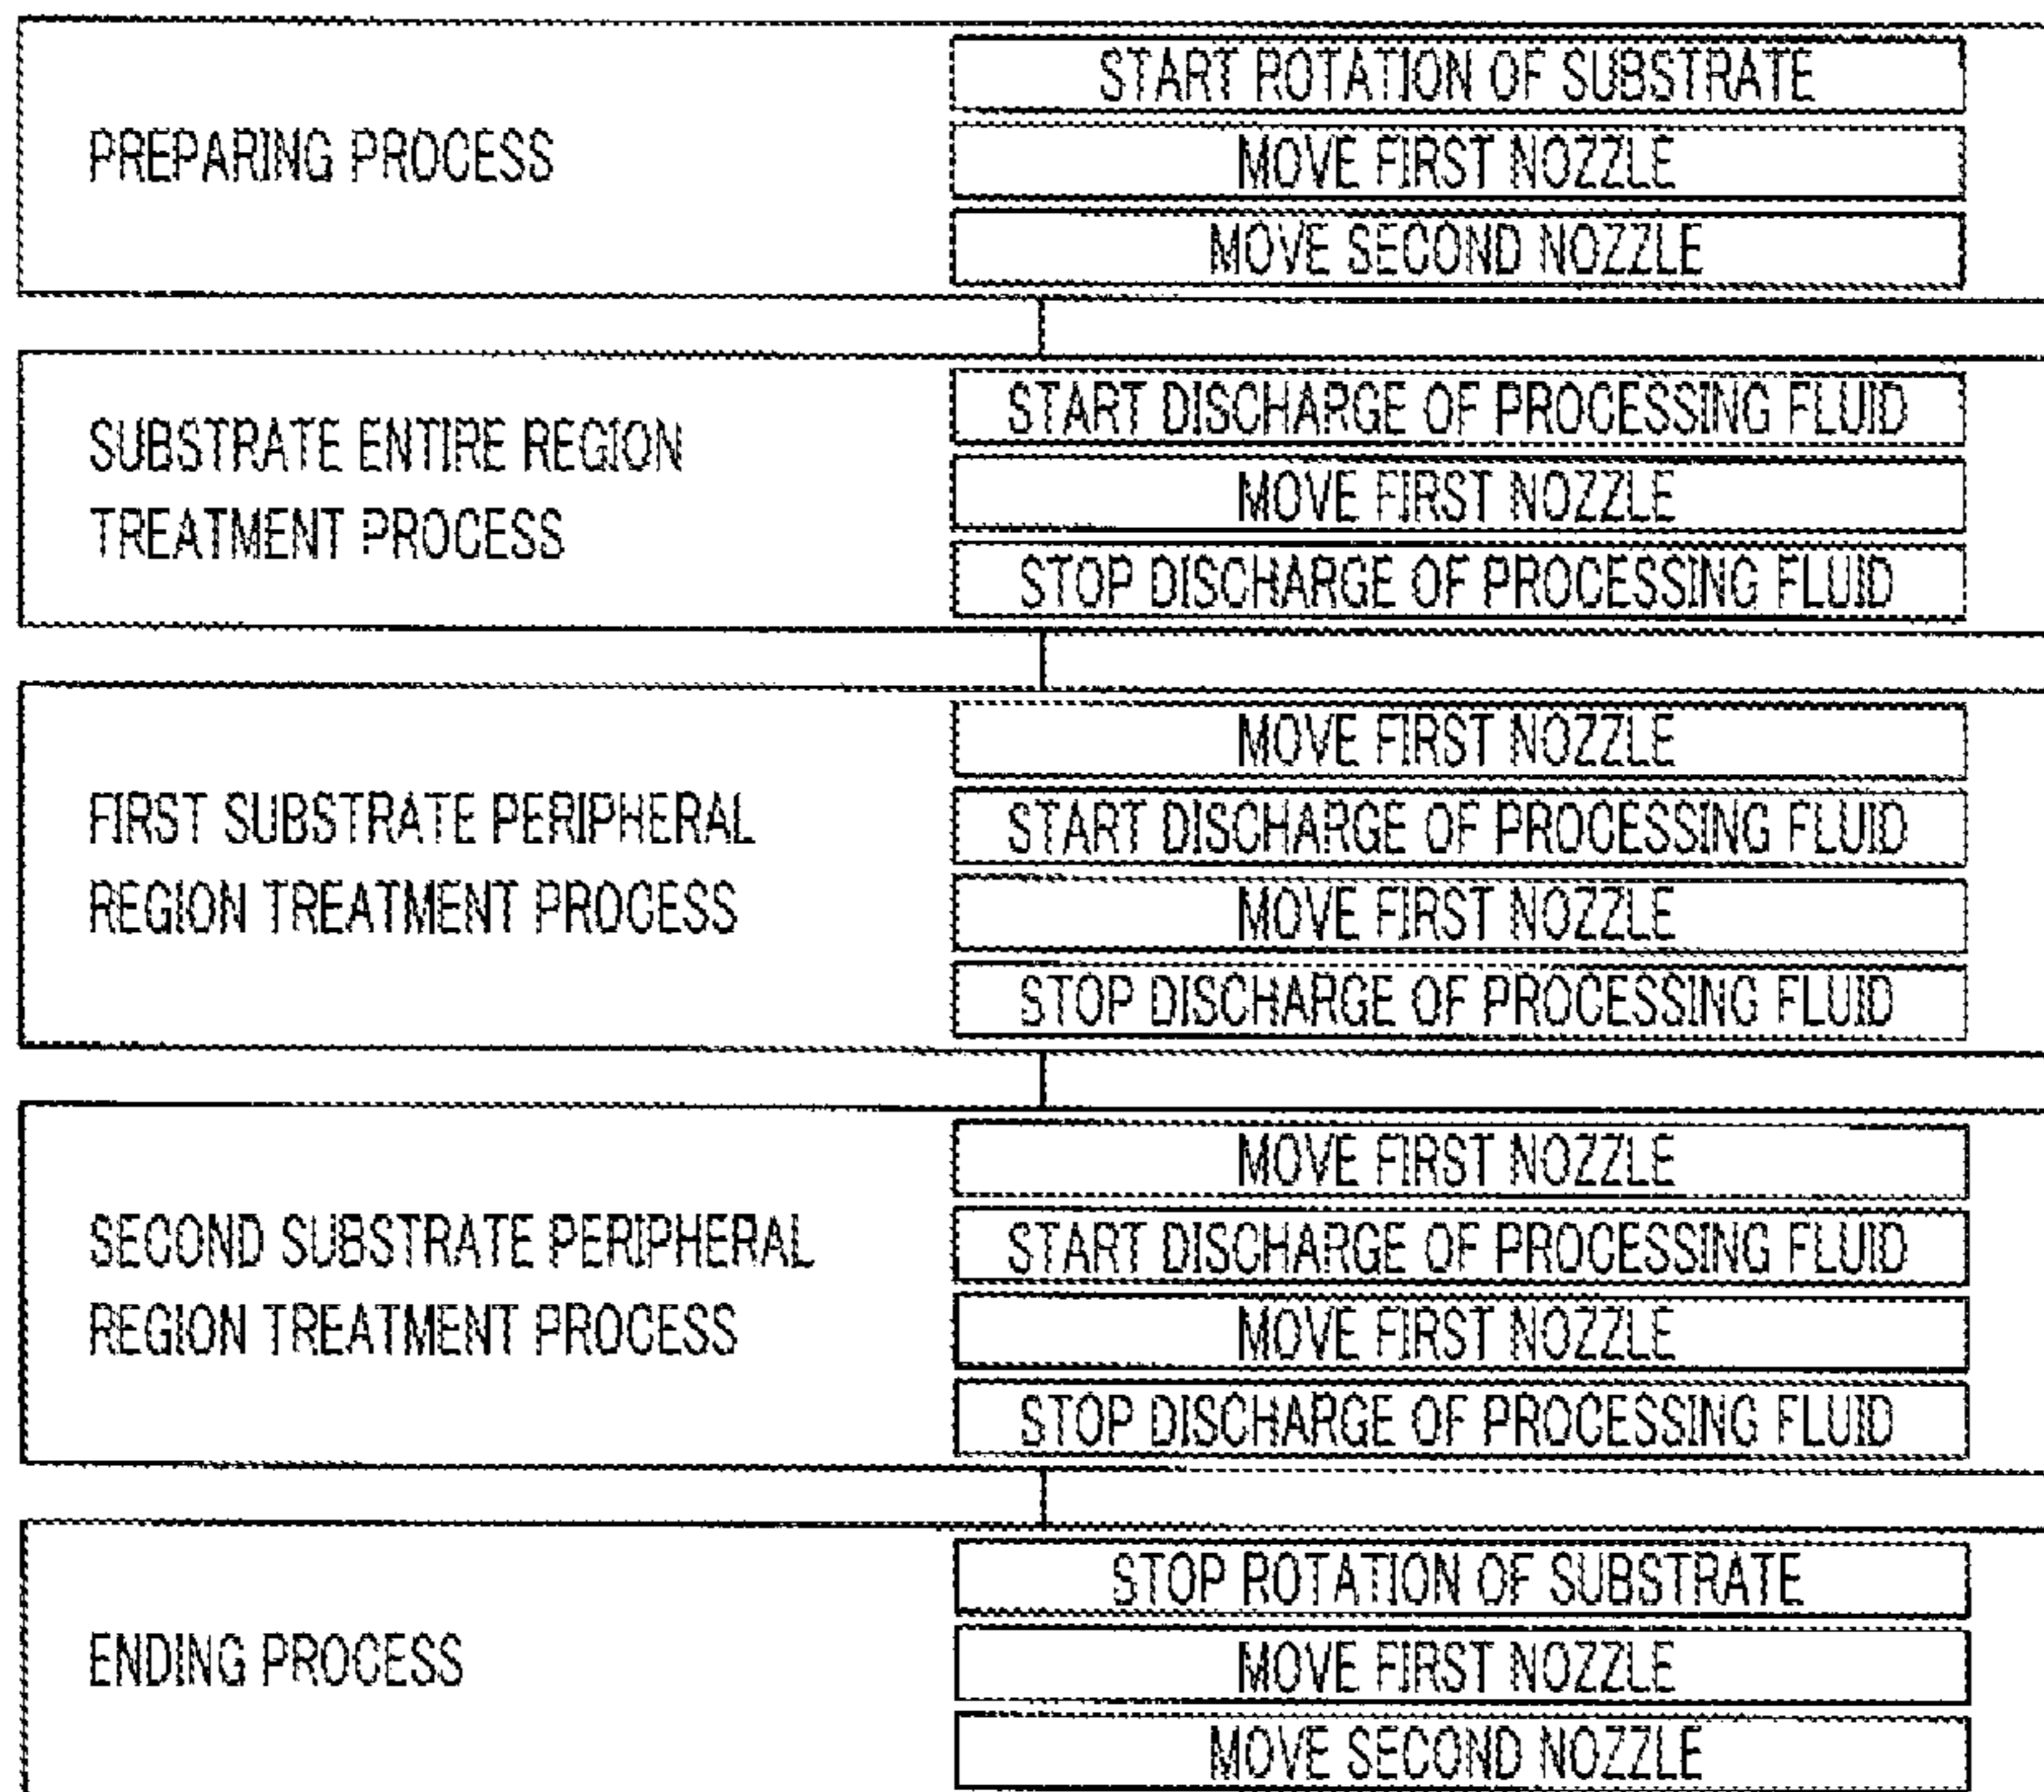 PREPARING PROCESS
START ROTATION OF SUBSTRATE
MOVE FIRST NOZZLE
MOVE SECOND NOZZLE
SUBSTRATE ENTIRE REGION
TREATMENT PROCESS
START DISCHARGE OF PROCESSING FLUID
MOVE FIRST NOZZLE
STOP DISCHARGE OF PROCESSING FLUID
FIRST SUBSTRATE PERIPHERAL
REGION TREATMENT PROCESS
MOVE FIRST NOZZLE
START DISCHARGE OF PROCESSING FLUID
MOVE FIRST NOZZLE
STOP DISCHARGE OF PROCESSING FLUID
SECOND SUBSTRATE PERIPHERAL
REGION TREATMENT PROCESS
MOVE FIRST NOZZLE
START DISCHARGE OF PROCESSING FLUID
MOVE FIRST NOZZLE
STOP DISCHARGE OF PROCESSING FLUID
ENDING PROCESS
STOP ROTATION OF SUBSTRATE
MOVE FIRST NOZZLE
MOVE SECOND NOZZLE